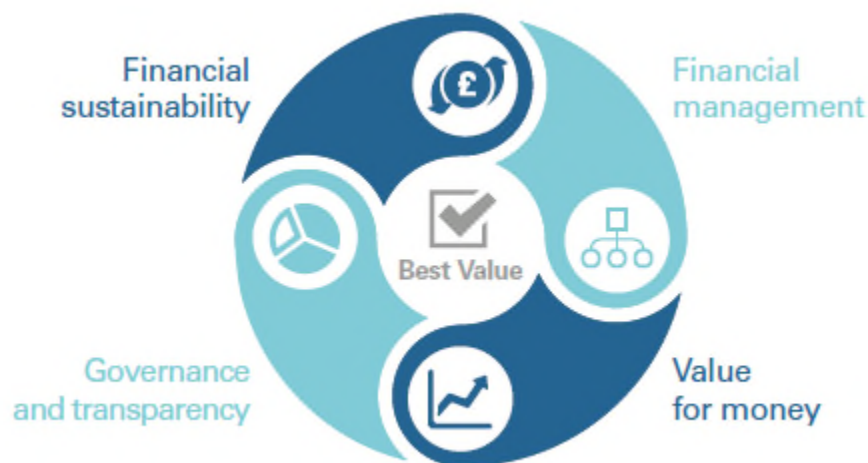 Financial
sustainability
Financial
management
£
Best Value
Governance
and transparency
Value
for money